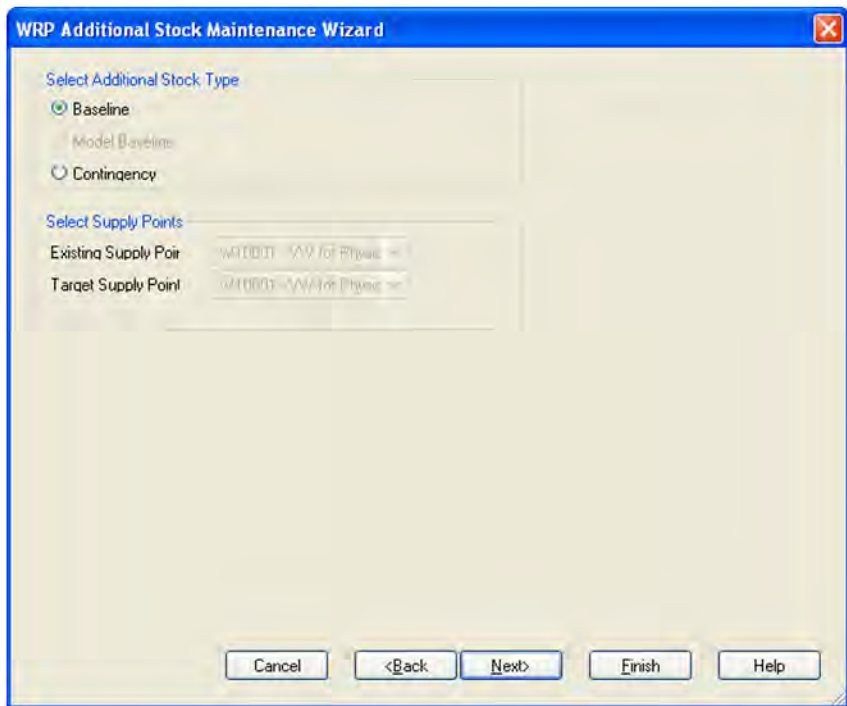 WRP Additional Stock Maintenance Wizard
Select Additional Stock Type
Baseline
Model Baseline
Contingency
Select Supply Points
Existing Supply Poir
Target Supply Point
Cancel
<Back
Next>
Finish
Help